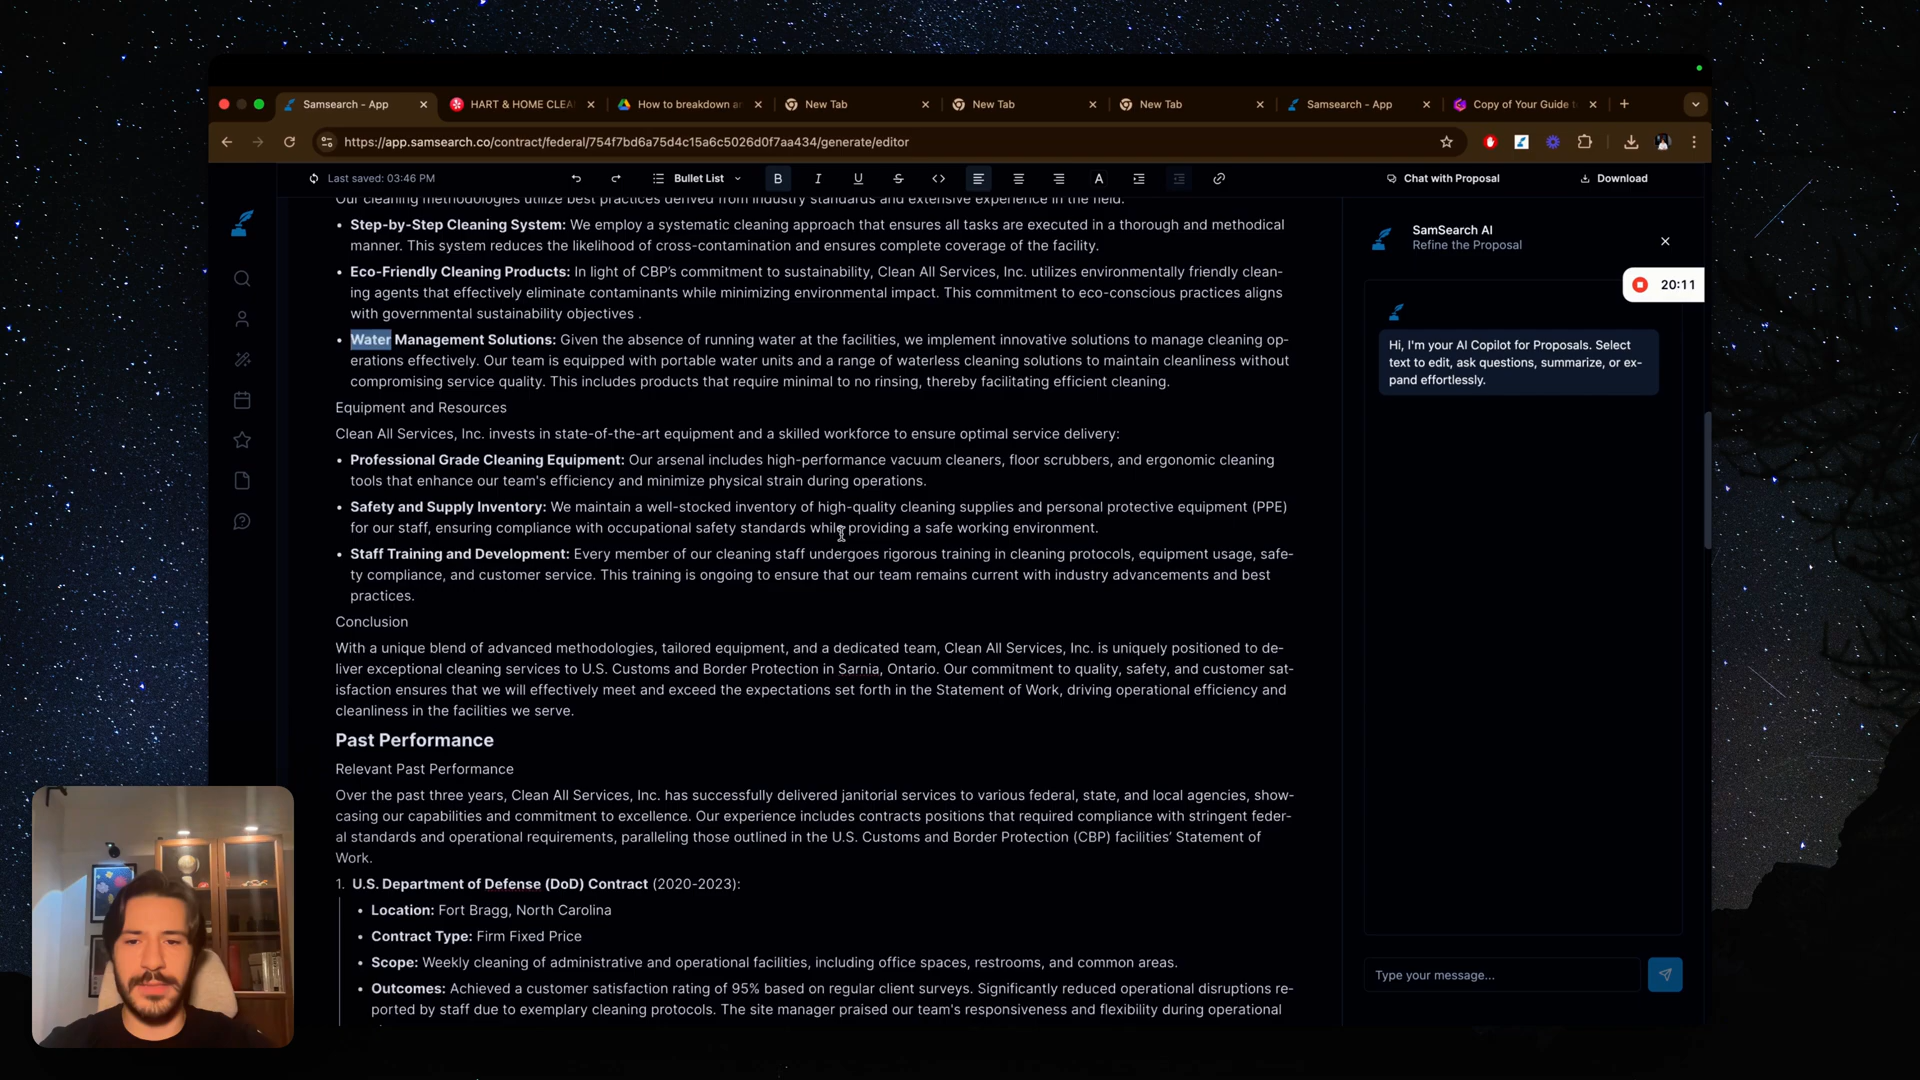 Samsearch - App
HART & HOME CLEA
How to breakdown a
New Tab
New Tab
New Tab
Samsearch - App
Copy of Your Guide t
https://app.samsearch.co/contract/federal/754f7bd6a75d4c15a6c5026d0f7aa434/generate/editor
Last saved: 03:46 PM
Bullet List
B
I
U
S
A
Chat with Proposal
Download
Our cleaning methodologies utilize best practices derived from industry standards and extensive experience in the field.
• Step-by-Step Cleaning System: We employ a systematic cleaning approach that ensures all tasks are executed in a thorough and methodical
manner. This system reduces the likelihood of cross-contamination and ensures complete coverage of the facility.
• Eco-Friendly Cleaning Products: In light of CBP's commitment to sustainability, Clean All Services, Inc. utilizes environmentally friendly clean-
ing agents that effectively eliminate contaminants while minimizing environmental impact. This commitment to eco-conscious practices aligns
with governmental sustainability objectives .
• Water Management Solutions: Given the absence of running water at the facilities, we implement innovative solutions to manage cleaning op-
erations effectively. Our team is equipped with portable water units and a range of waterless cleaning solutions to maintain cleanliness without
compromising service quality. This includes products that require minimal to no rinsing, thereby facilitating efficient cleaning.
Equipment and Resources
Clean All Services, Inc. invests in state-of-the-art equipment and a skilled workforce to ensure optimal service delivery:
• Professional Grade Cleaning Equipment: Our arsenal includes high-performance vacuum cleaners, floor scrubbers, and ergonomic cleaning
tools that enhance our team's efficiency and minimize physical strain during operations.
• Safety and Supply Inventory: We maintain a well-stocked inventory of high-quality cleaning supplies and personal protective equipment (PPE)
for our staff, ensuring compliance with occupational safety standards while providing a safe working environment.
• Staff Training and Development: Every member of our cleaning staff undergoes rigorous training in cleaning protocols, equipment usage, safe-
ty compliance, and customer service. This training is ongoing to ensure that our team remains current with industry advancements and best
practices.
Conclusion
With a unique blend of advanced methodologies, tailored equipment, and a dedicated team, Clean All Services, Inc. is uniquely positioned to de-
liver exceptional cleaning services to U.S. Customs and Border Protection in Sarnia, Ontario. Our commitment to quality, safety, and customer sat-
isfaction ensures that we will effectively meet and exceed the expectations set forth in the Statement of Work, driving operational efficiency and
cleanliness in the facilities we serve.
Past Performance
Relevant Past Performance
Over the past three years, Clean All Services, Inc. has successfully delivered janitorial services to various federal, state, and local agencies, show-
casing our capabilities and commitment to excellence. Our experience includes contracts positions that required compliance with stringent feder-
al standards and operational requirements, paralleling those outlined in the U.S. Customs and Border Protection (CBP) facilities' Statement of
Work.
1. U.S. Department of Defense (DoD) Contract (2020-2023):
• Location: Fort Bragg, North Carolina
• Contract Type: Firm Fixed Price
• Scope: Weekly cleaning of administrative and operational facilities, including office spaces, restrooms, and common areas.
• Outcomes: Achieved a customer satisfaction rating of 95% based on regular client surveys. Significantly reduced operational disruptions re-
ported by staff due to exemplary cleaning protocols. The site manager praised our team's responsiveness and flexibility during operational
SamSearch AI
Refine the Proposal
20:11
Hi, I'm your AI Copilot for Proposals. Select
text to edit, ask questions, summarize, or ex-
pand effortlessly.
Type your message...